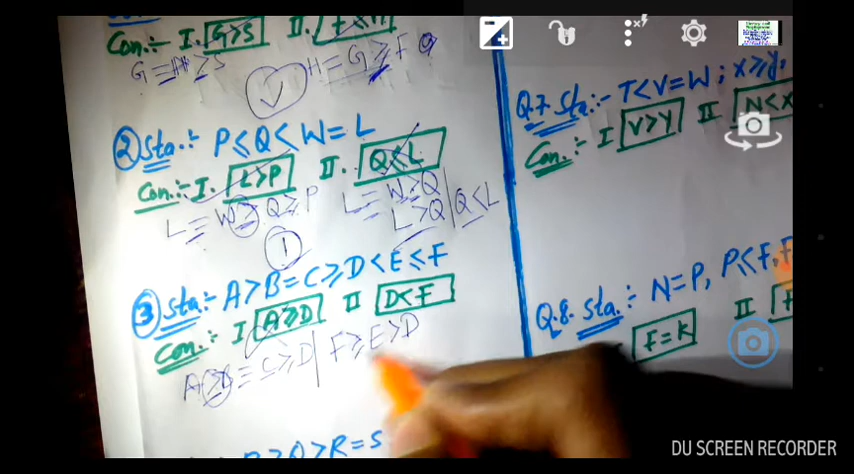 Con:- I. G>S II.
G = H ≥ S H = G ≥ F
② Sta:- P ≤ Q < W = L
Con:- I. L>P II. Q≤L
L = W > Q ≥ P L = W > Q
L > Q | Q < L
①
③ Sta:- A > B = C ≥ D < E ≤ F
Con:- I A≥D II D<F
A > B = C ≥ D | F ≥ E > D
Q>R=S
Q.7. Sta:- T<V=W; X≥Y,
Con:- I V>Y II N<X
Q.8. Sta:- N=P, P≤F,
F=K II
DU SCREEN RECORDER